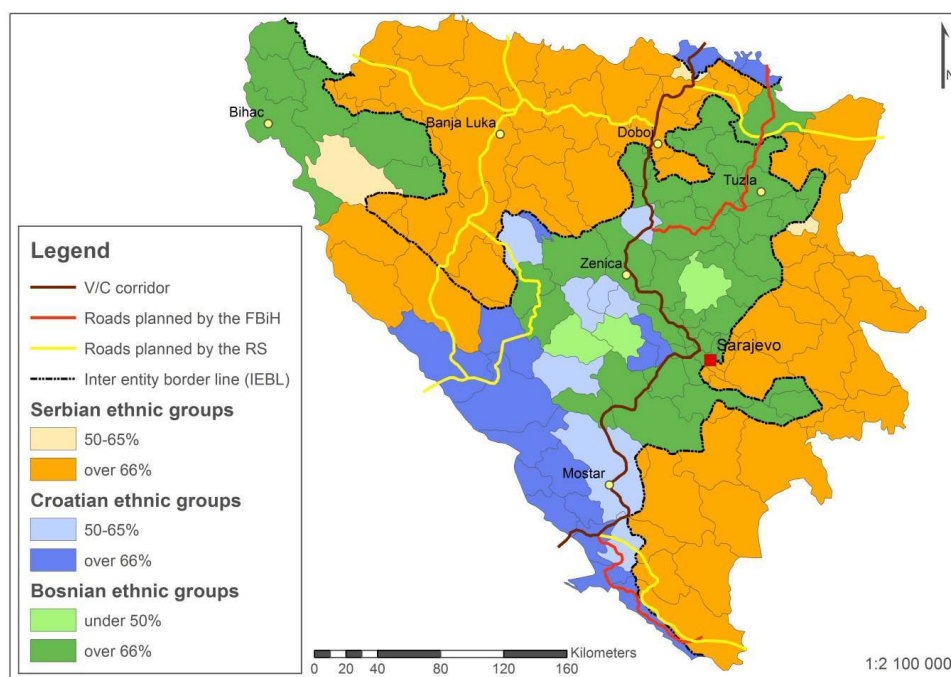 N
Bihac
Banja Luka
Doboj
Tuzla
Zenica
Sarajevo
Mostar
Legend
V/C corridor
Roads planned by the FBiH
Roads planned by the RS
Inter entity border line (IEBL)
Serbian ethnic groups
50-65%
over 66%
Croatian ethnic groups
50-65%
over 66%
Bosnian ethnic groups
under 50%
over 66%
Kilometers
0 10 20 40 80 120 160
1:2 100 000